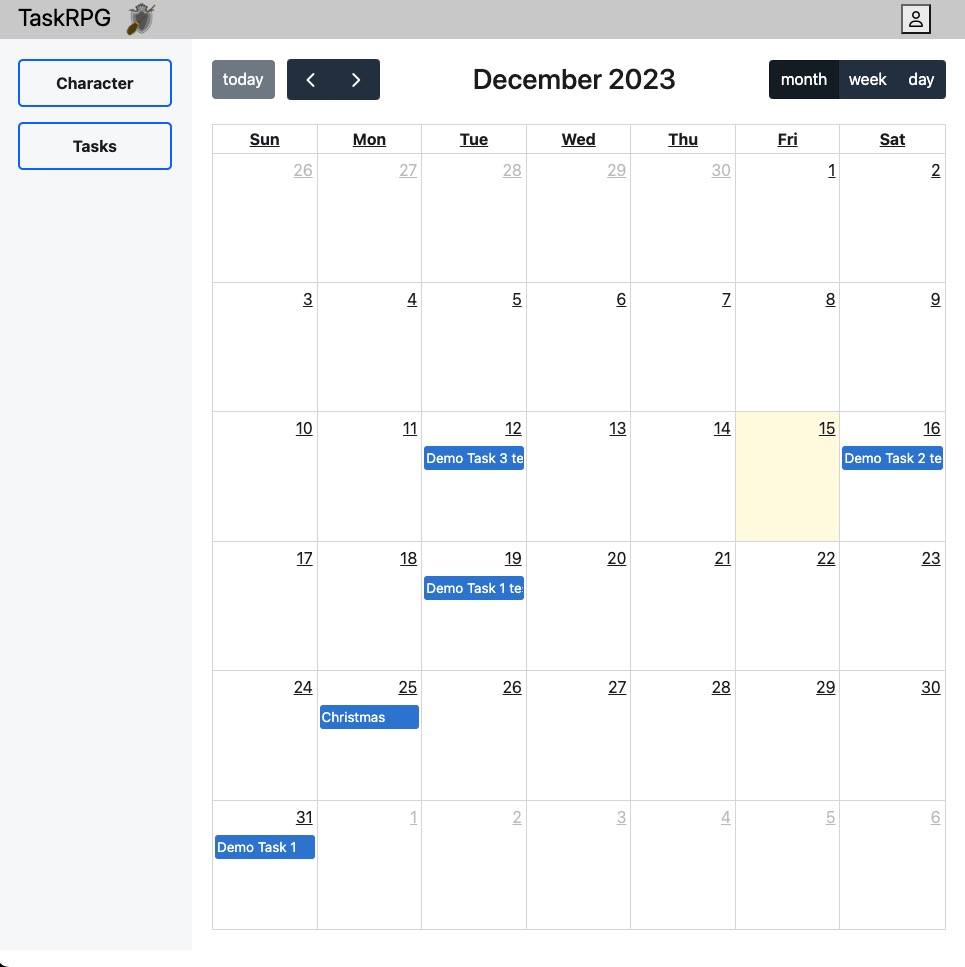 TaskRPG
Character
Tasks
today
December 2023
month week day
Sun Mon Tue Wed Thu Fri Sat
26 27 28 29 30 1 2
3 4 5 6 7 8 9
10 11 12 13 14 15 16
Demo Task 3 te Demo Task 2 te
17 18 19 20 21 22 23
Demo Task 1 te
24 25 26 27 28 29 30
Christmas
31 1 2 3 4 5 6
Demo Task 1